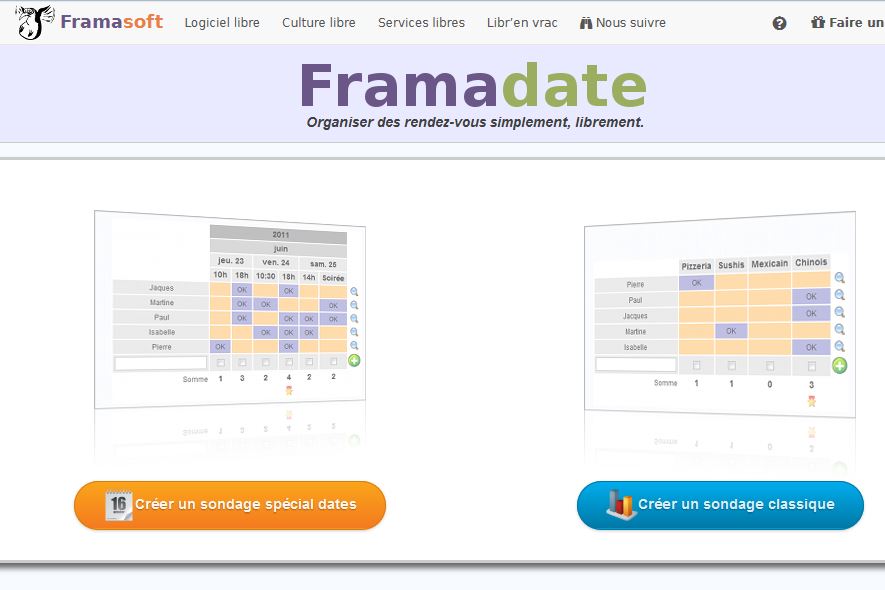 Framasoft Logiciel libre Culture libre Services libres Libr'en vrac Nous suivre ? Faire un
Framadate
Organiser des rendez-vous simplement, librement.
2011
juin
jeu. 23 ven. 24 sam. 25
10h 18h 10:30 18h 14h Soirée
Jaques OK OK
Martine OK OK OK
Paul OK OK OK OK
Isabelle OK OK OK
Pierre OK OK
Somme 1 3 2 4 2 2
Pizzeria Sushis Mexicain Chinois
Pierre OK
Paul OK
Jacques OK
Martine OK
Isabelle OK
Somme 1 1 0 3
16 Créer un sondage spécial dates
Créer un sondage classique